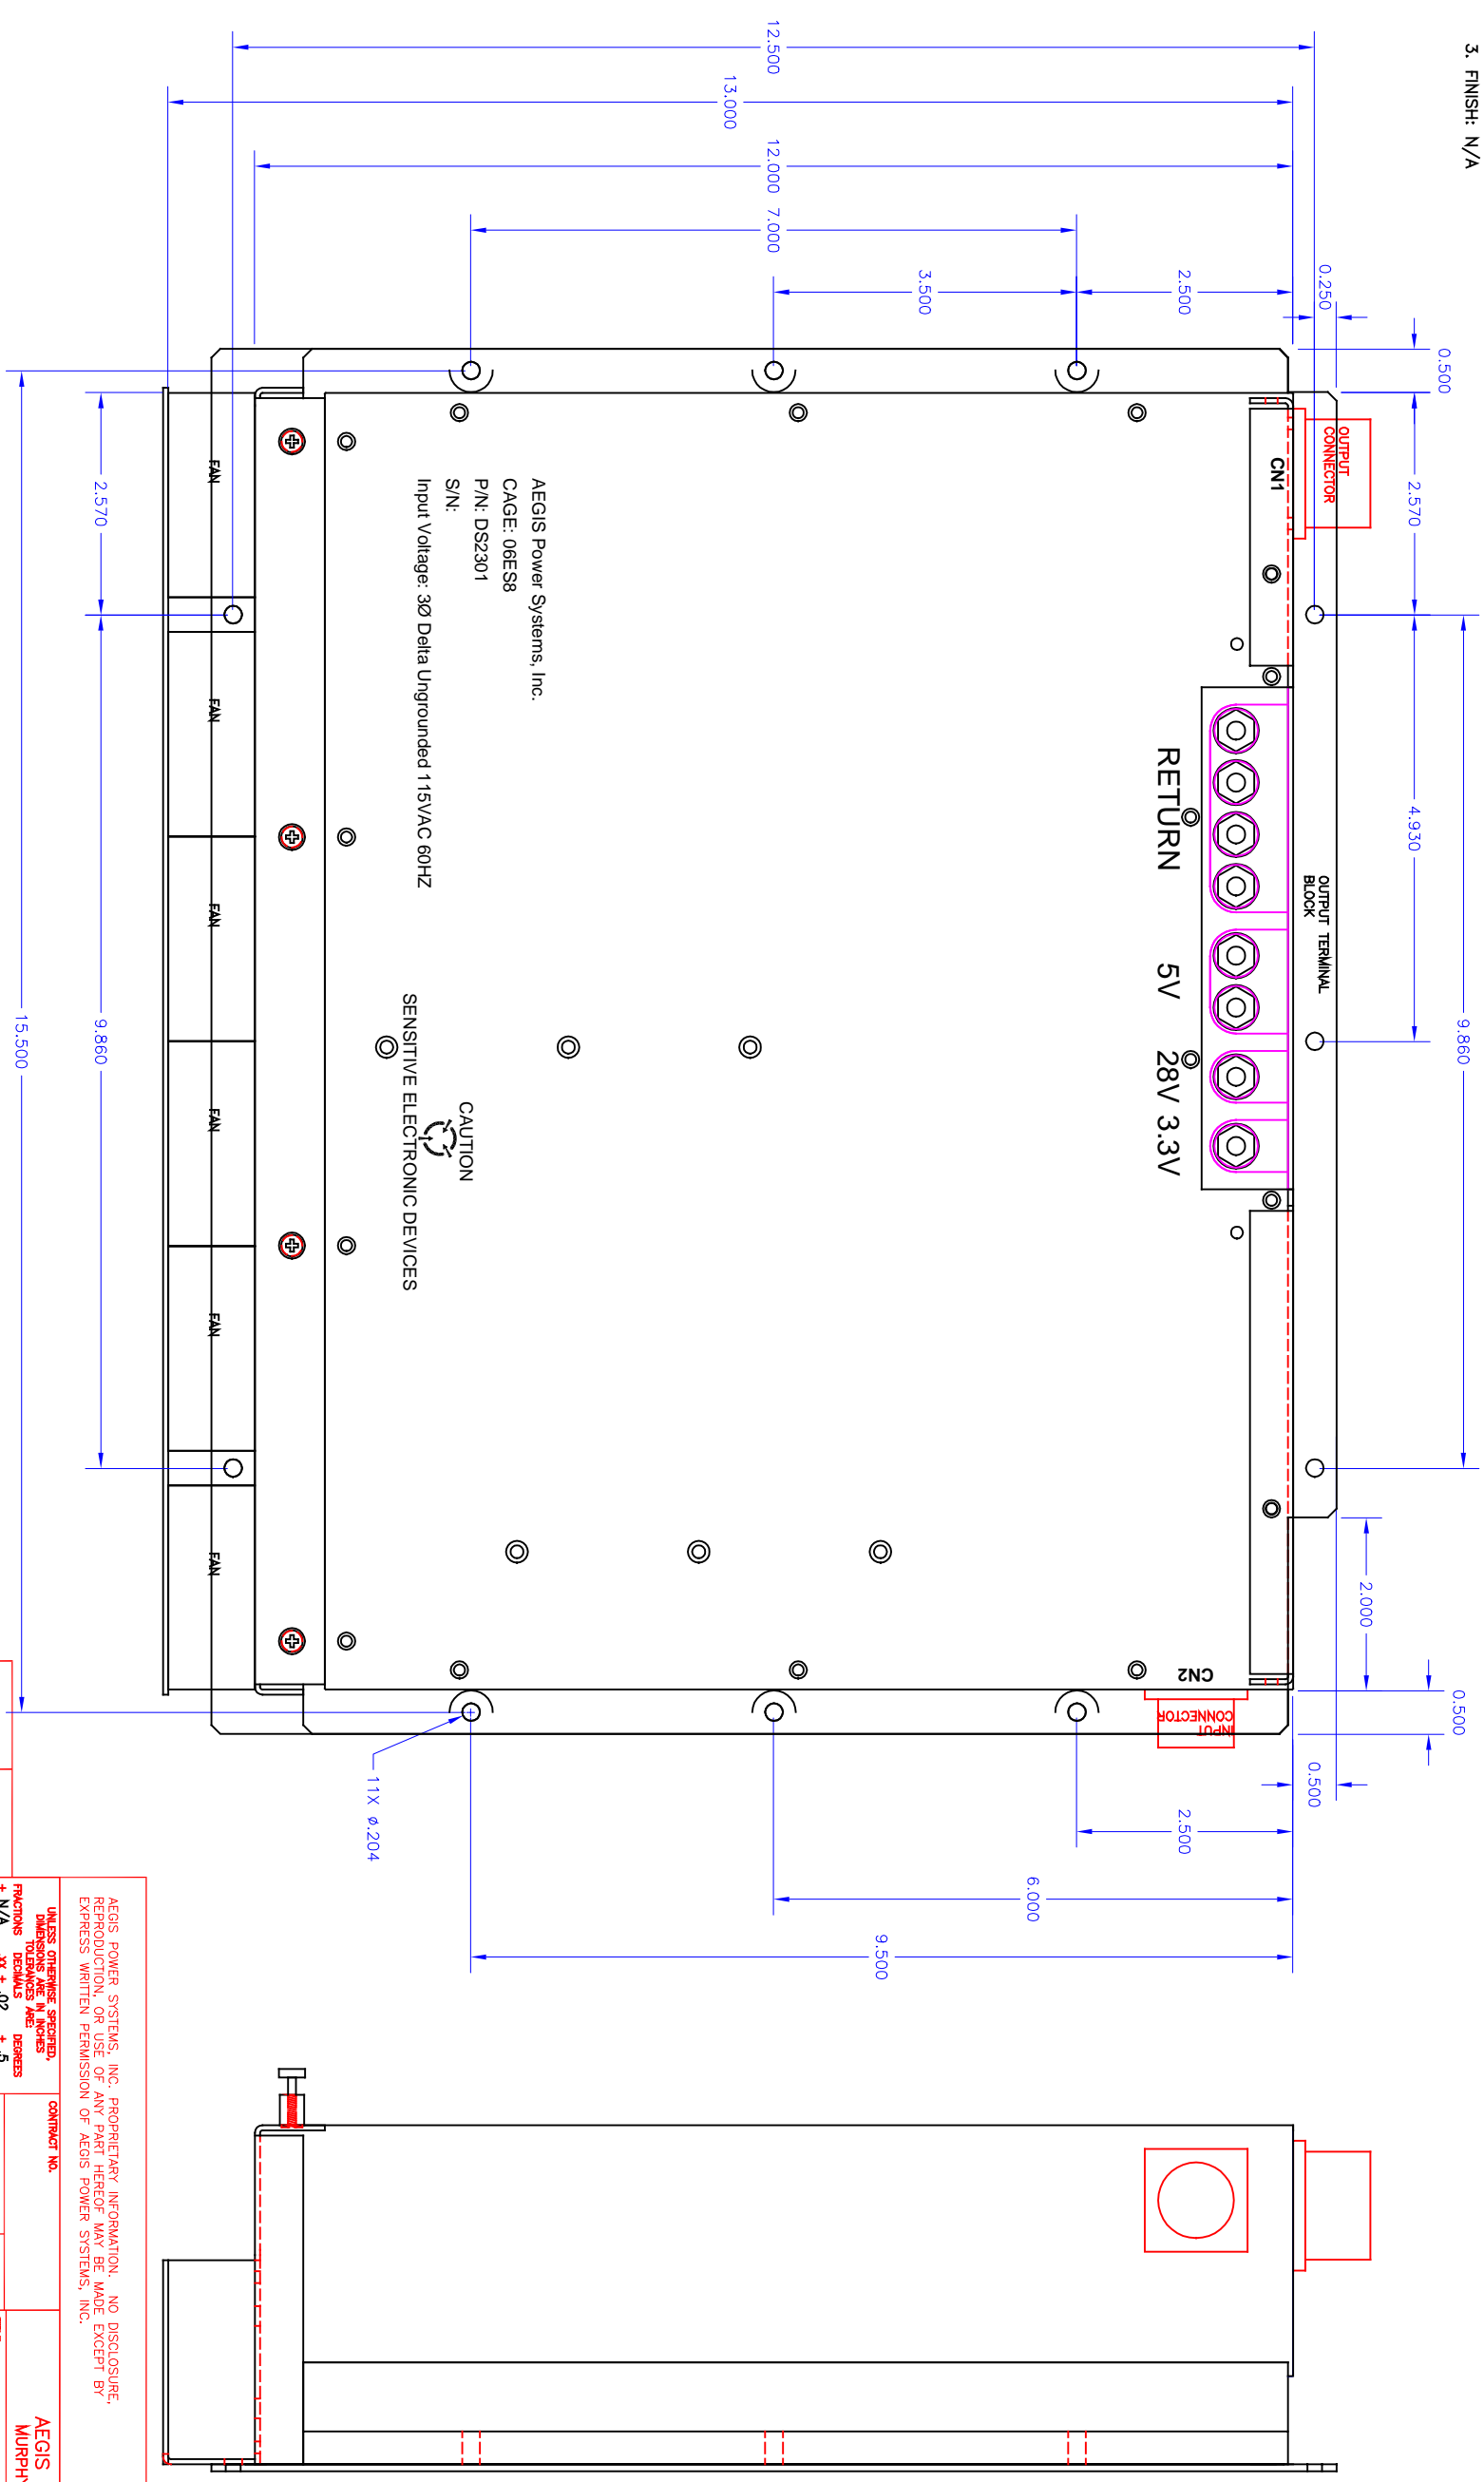 3. FINISH: N/A
0.500
2.570
4.930
9.860
2.000
0.500
0.500
0.250
12.500
13.000
12.000
7.000
3.500
2.500
2.500
6.000
9.500
OUTPUT
CONNECTOR
CN1
OUTPUT TERMINAL
BLOCK
RETURN
5V
28V
3.3V
CN2
INPUT
CONNECTOR
AEGIS Power Systems, Inc.
CAGE: 06ES8
P/N: DS2301
S/N:
Input Voltage: 3Ø Delta Ungrounded 115VAC 60HZ
CAUTION
SENSITIVE ELECTRONIC DEVICES
11X Ø.204
FAN
FAN
FAN
FAN
FAN
FAN
2.570
9.860
15.500
AEGIS POWER SYSTEMS, INC. PROPRIETARY INFORMATION. NO DISCLOSURE,
REPRODUCTION, OR USE OF ANY PART HEREOF MAY BE MADE EXCEPT BY
EXPRESS WRITTEN PERMISSION OF AEGIS POWER SYSTEMS, INC.
UNLESS OTHERWISE SPECIFIED,
DIMENSIONS ARE IN INCHES
TOLERANCES ARE:
FRACTIONS DECIMALS DEGREES
CONTRACT NO.
AEGIS
MURPHY